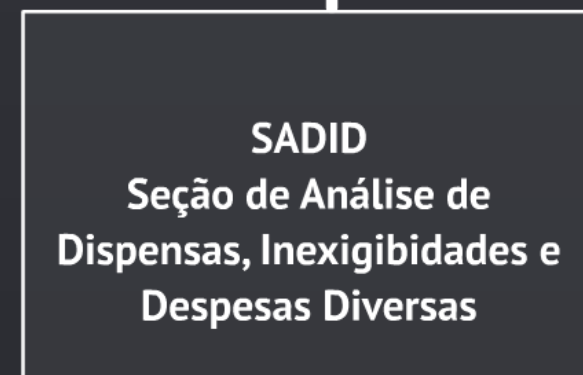 SADID
Seção de Análise de
Dispensas, Inexigibidades e
Despesas Diversas